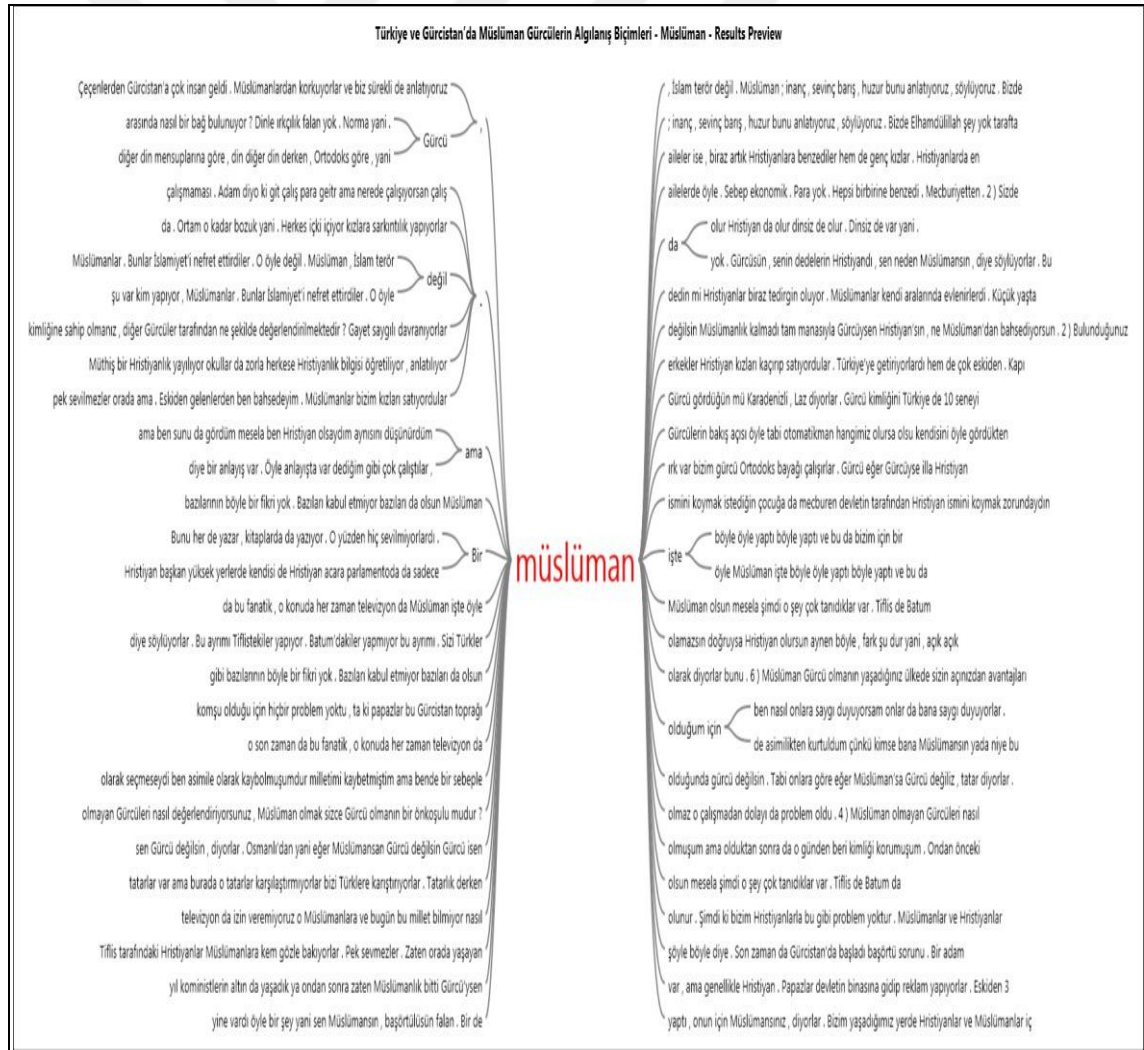 Türkiye ve Gürcistan'da Müslüman Gürcülerin Algılanış Biçimleri - Müslüman - Results Preview
Çeçenlerden Gürcistan'a çok insan geldi . Müslümanlardan korkuyorlar ve biz sürekli de anlatıyoruz
,
arasında nasıl bir bağ bulunuyor ? Dinle ırkçılık falan yok . Norma yani .
Gürcü
diğer din mensuplarına göre , din diğer din derken , Ortodoks göre , yani
çalışmaması . Adam diyo ki git çalış para geitr ama nerede çalışıyorsan çalış
da . Ortam o kadar bozuk yani . Herkes içki içiyor kızlara sarkıntılık yapıyorlar
Müslümanlar . Bunlar İslamiyet'i nefret ettirdiler . O öyle değil . Müslüman , İslam terör
değil
.
şu var kim yapıyor , Müslümanlar . Bunlar İslamiyet'i nefret ettirdiler . O öyle
kimliğine sahip olmanız , diğer Gürcüler tarafından ne şekilde değerlendirilmektedir ? Gayet saygılı davranıyorlar
Müthiş bir Hristiyanlık yayılıyor okullar da zorla herkese Hristiyanlık bilgisi öğretiliyor , anlatılıyor
pek sevilmezler orada ama . Eskiden gelenlerden ben bahsedeyim . Müslümanlar bizim kızları satıyordular
ama ben sunu da gördüm mesela ben Hristiyan olsaydım aynısını düşünürdüm
ama
diye bir anlayış var . Öyle anlayışta var dediğim gibi çok çalıştılar ,
bazılarının böyle bir fikri yok . Bazıları kabul etmiyor bazıları da olsun Müslüman
Bunu her de yazar , kitaplarda da yazıyor . O yüzden hiç sevilmiyorlardı .
Bir
Hristiyan başkan yüksek yerlerde kendisi de Hristiyan acara parlamentoda da sadece
da bu fanatik , o konuda her zaman televizyon da Müslüman işte öyle
diye söylüyorlar . Bu ayrımı Tiflistekiler yapıyor . Batum'dakiler yapmıyor bu ayrımı . Sizi Türkler
gibi bazılarının böyle bir fikri yok . Bazıları kabul etmiyor bazıları da olsun
komşu olduğu için hiçbir problem yoktu , ta ki papazlar bu Gürcistan toprağı
o son zaman da bu fanatik , o konuda her zaman televizyon da
olarak seçmeseydi ben asimile olarak kaybolmuşumdur milletimi kaybetmiştim ama bende bir sebeple
olmayan Gürcüleri nasıl değerlendiriyorsunuz , Müslüman olmak sizce Gürcü olmanın bir önkoşulu mudur ?
sen Gürcü değilsin , diyorlar . Osmanlı'dan yani eğer Müslümansan Gürcü değilsin Gürcü isen
tatarlar var ama burada o tatarlar karşılaştırmıyorlar bizi Türklere karıştırıyorlar . Tatarlık derken
televizyon da izin veremiyoruz o Müslümanlara ve bugün bu millet bilmiyor nasıl
Tiflis tarafındaki Hristiyanlar Müslümanlara kem gözle bakıyorlar . Pek sevmezler . Zaten orada yaşayan
yıl koministlerin altın da yaşadık ya ondan sonra zaten Müslümanlık bitti Gürcü'ysen
yine vardı öyle bir şey yani sen Müslümansın , başörtülüsün falan . Bir de
müslüman
, İslam terör değil . Müslüman ; inanç , sevinç barış , huzur bunu anlatıyoruz , söylüyoruz . Bizde
; inanç , sevinç barış , huzur bunu anlatıyoruz , söylüyoruz . Bizde Elhamdülillah şey yok tarafta
aileler ise , biraz artık Hristiyanlara benzediler hem de genç kızlar . Hristiyanlarda en
ailelerde öyle . Sebep ekonomik . Para yok . Hepsi birbirine benzedi . Mecburiyetten . 2 ) Sizde
olur Hristiyan da olur dinsiz de olur . Dinsiz de var yani .
da
yok . Gürcüsün , senin dedelerin Hristiyandı , sen neden Müslümansın , diye söylüyorlar . Bu
dedin mi Hristiyanlar biraz tedirgin oluyor . Müslümanlar kendi aralarında evlenirlerdi . Küçük yaşta
değilsin Müslümanlık kalmadı tam manasıyla Gürcüysen Hristiyan'sın , ne Müslüman'dan bahsediyorsun . 2 ) Bulunduğunuz
erkekler Hristiyan kızları kaçırıp satıyordular . Türkiye'ye getiriyorlardı hem de çok eskiden . Kapı
Gürcü gördüğün mü Karadenizli , Laz diyorlar . Gürcü kimliğini Türkiye de 10 seneyi
Gürcülerin bakış açısı öyle tabi otomatikman hangimiz olursa olsu kendisini öyle gördükten
ırk var bizim gürcü Ortodoks bayağı çalışırlar . Gürcü eğer Gürcüyse illa Hristiyan
ismini koymak istediğin çocuğa da mecburen devletin tarafından Hristiyan ismini koymak zorundaydın
böyle öyle yaptı böyle yaptı ve bu da bizim için bir
işte
öyle Müslüman işte böyle öyle yaptı böyle yaptı ve bu da
Müslüman olsun mesela şimdi o şey çok tanıdıklar var . Tiflis de Batum
olamazsın doğruysa Hristiyan olursun aynen böyle , fark şu dur yani , açık açık
olarak diyorlar bunu . 6 ) Müslüman Gürcü olmanın yaşadığınız ülkede sizin açınızdan avantajları
ben nasıl onlara saygı duyuyorsam onlar da bana saygı duyuyorlar .
olduğum için
de asimilikten kurtuldum çünkü kimse bana Müslümansın yada niye bu
olduğunda gürcü değilsin . Tabi onlara göre eğer Müslüman'sa Gürcü değiliz , tatar diyorlar .
olmaz o çalışmadan dolayı da problem oldu . 4 ) Müslüman olmayan Gürcüleri nasıl
olmuşum ama olduktan sonra da o günden beri kimliği korumuşum . Ondan önceki
olsun mesela şimdi o şey çok tanıdıklar var . Tiflis de Batum da
olunur . Şimdi ki bizim Hristiyanlarla bu gibi problem yoktur . Müslümanlar ve Hristiyanlar
şöyle böyle diye . Son zaman da Gürcistan'da başladı başörtü sorunu . Bir adam
var , ama genellikle Hristiyan . Papazlar devletin binasına gidip reklam yapıyorlar . Eskiden 3
yaptı , onun için Müslümansınız , diyorlar . Bizim yaşadığımız yerde Hristiyanlar ve Müslümanlar iç